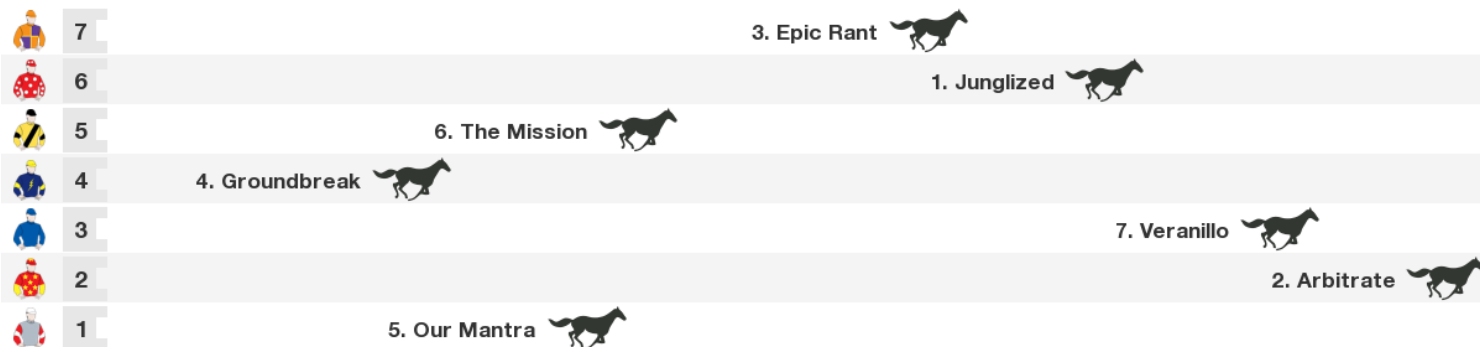 7 3. Epic Rant
6 1. Junglized
5 6. The Mission
4 4. Groundbreak
3 7. Veranillo
2 2. Arbitrate
1 5. Our Mantra